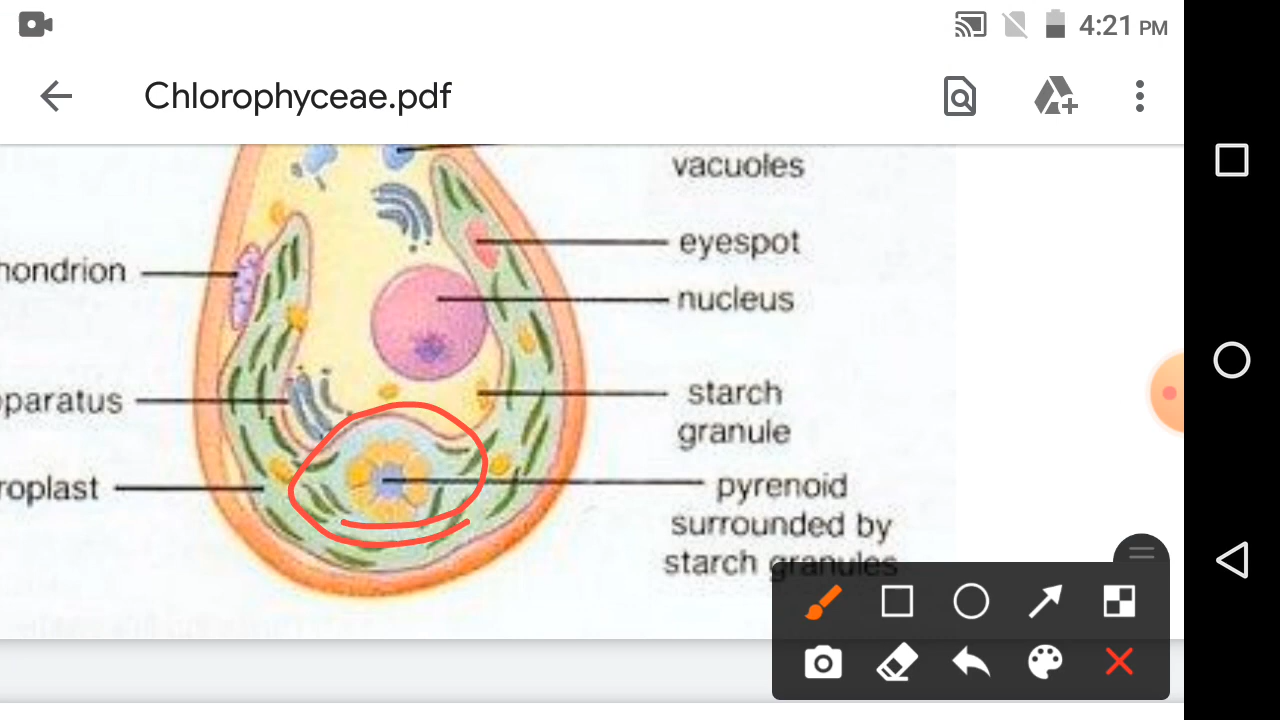 4:21 PM
Chlorophyceae.pdf
vacuoles
eyespot
hondrion
nucleus
starch
paratus
granule
pyrenoid
roplast
surrounded by
starch granules